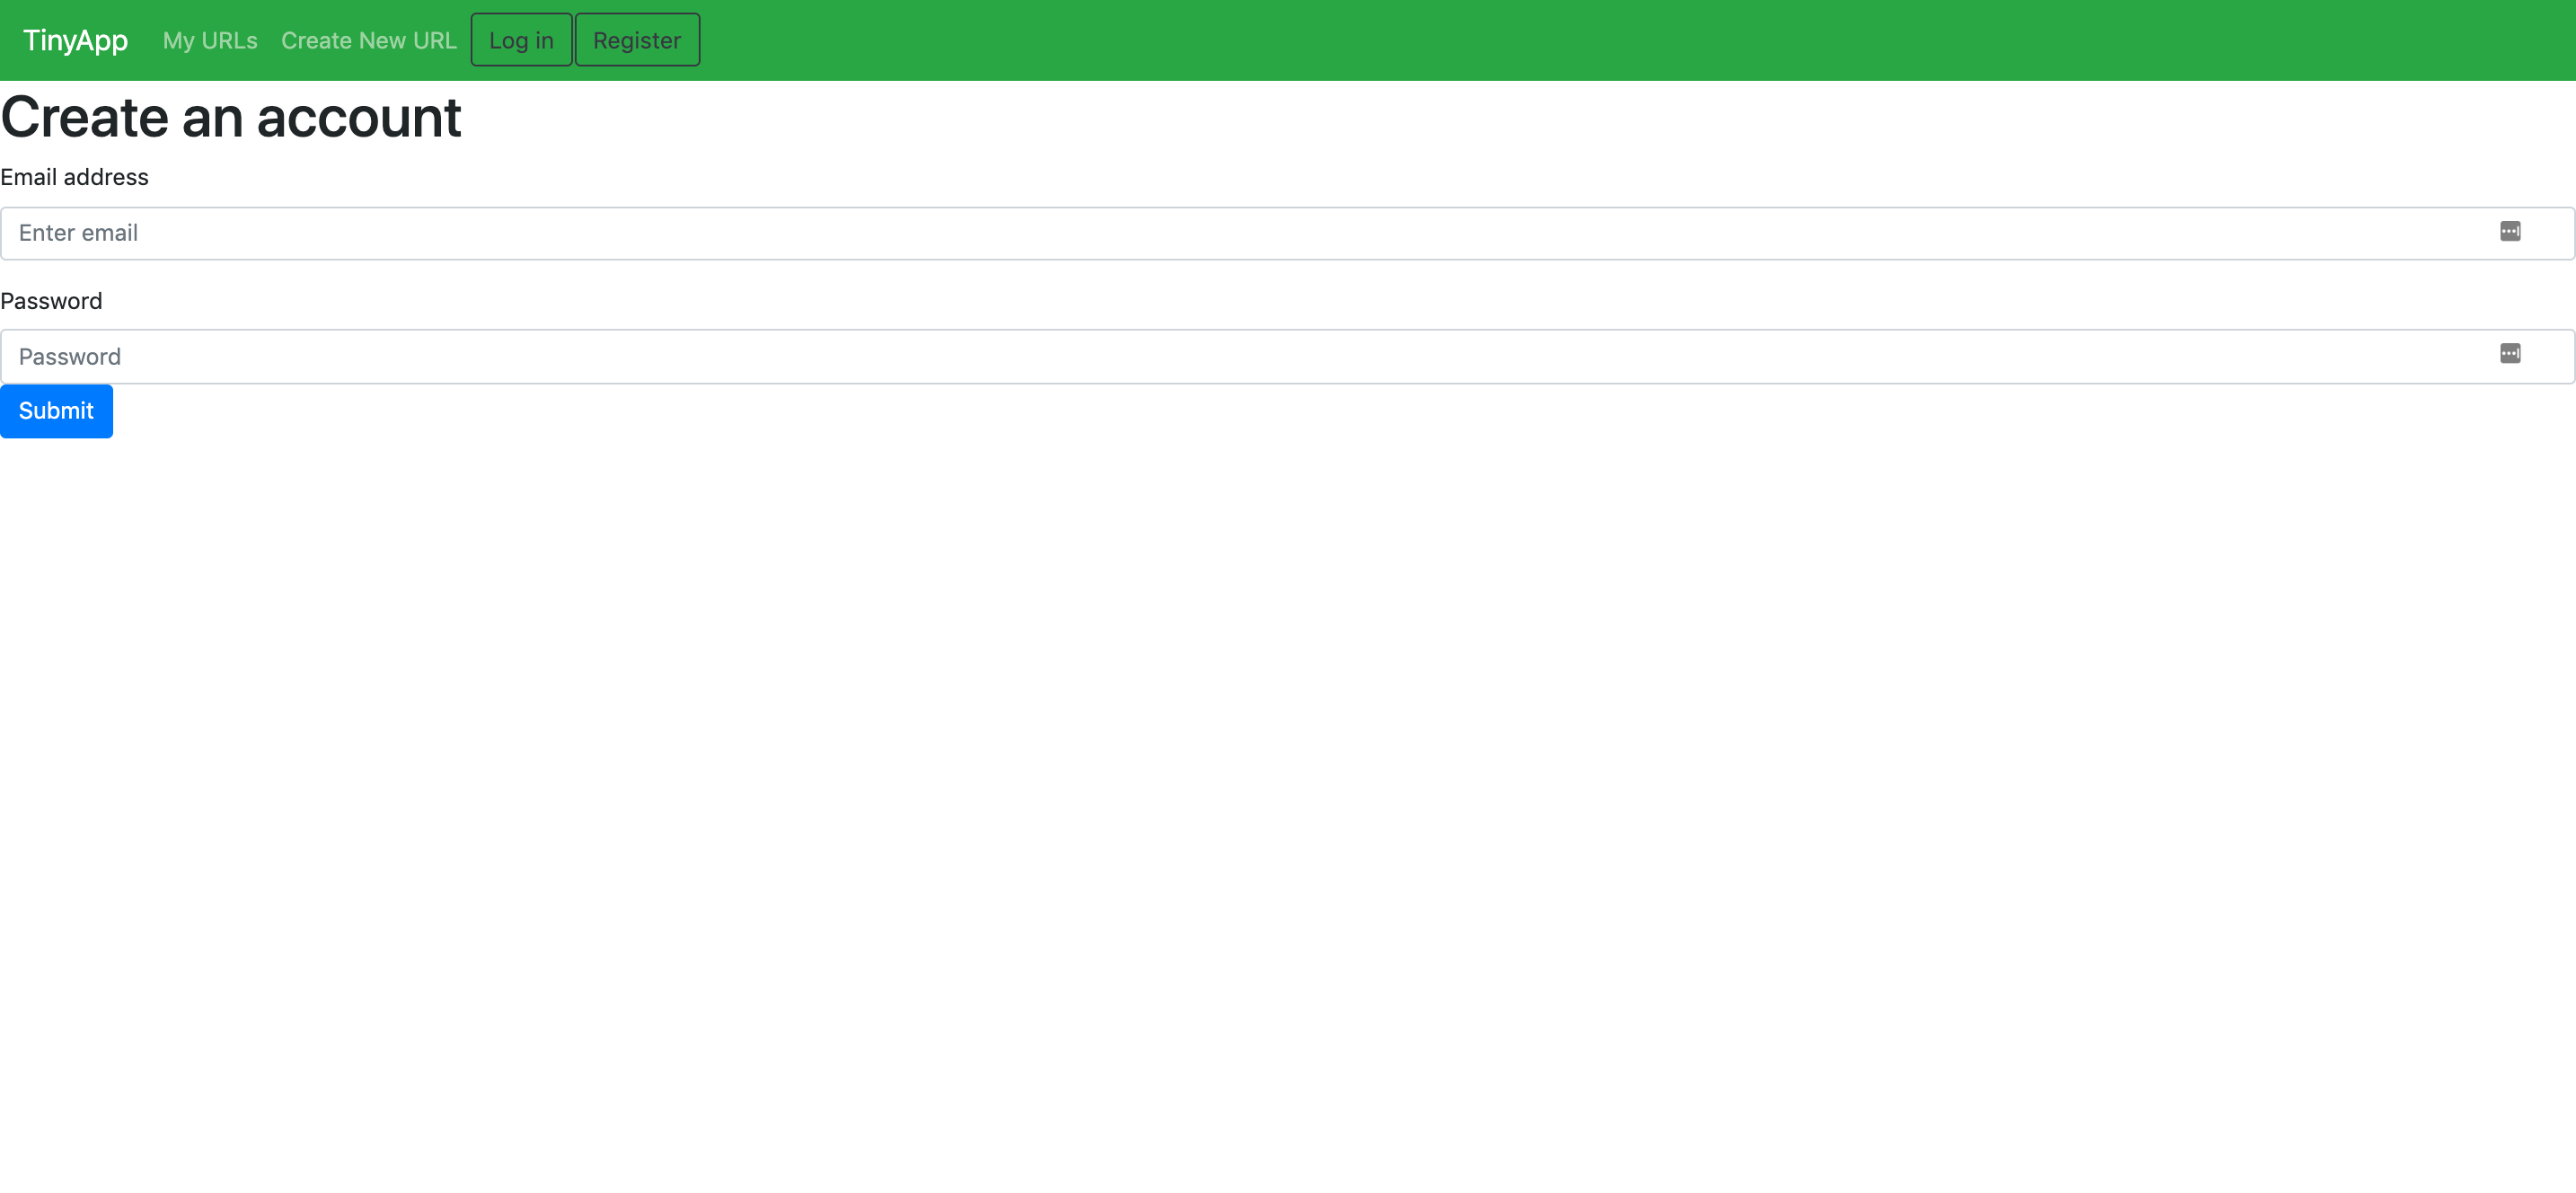 TinyApp My URLs Create New URL Log in Register
Create an account
Email address
Enter email
Password
Password
Submit